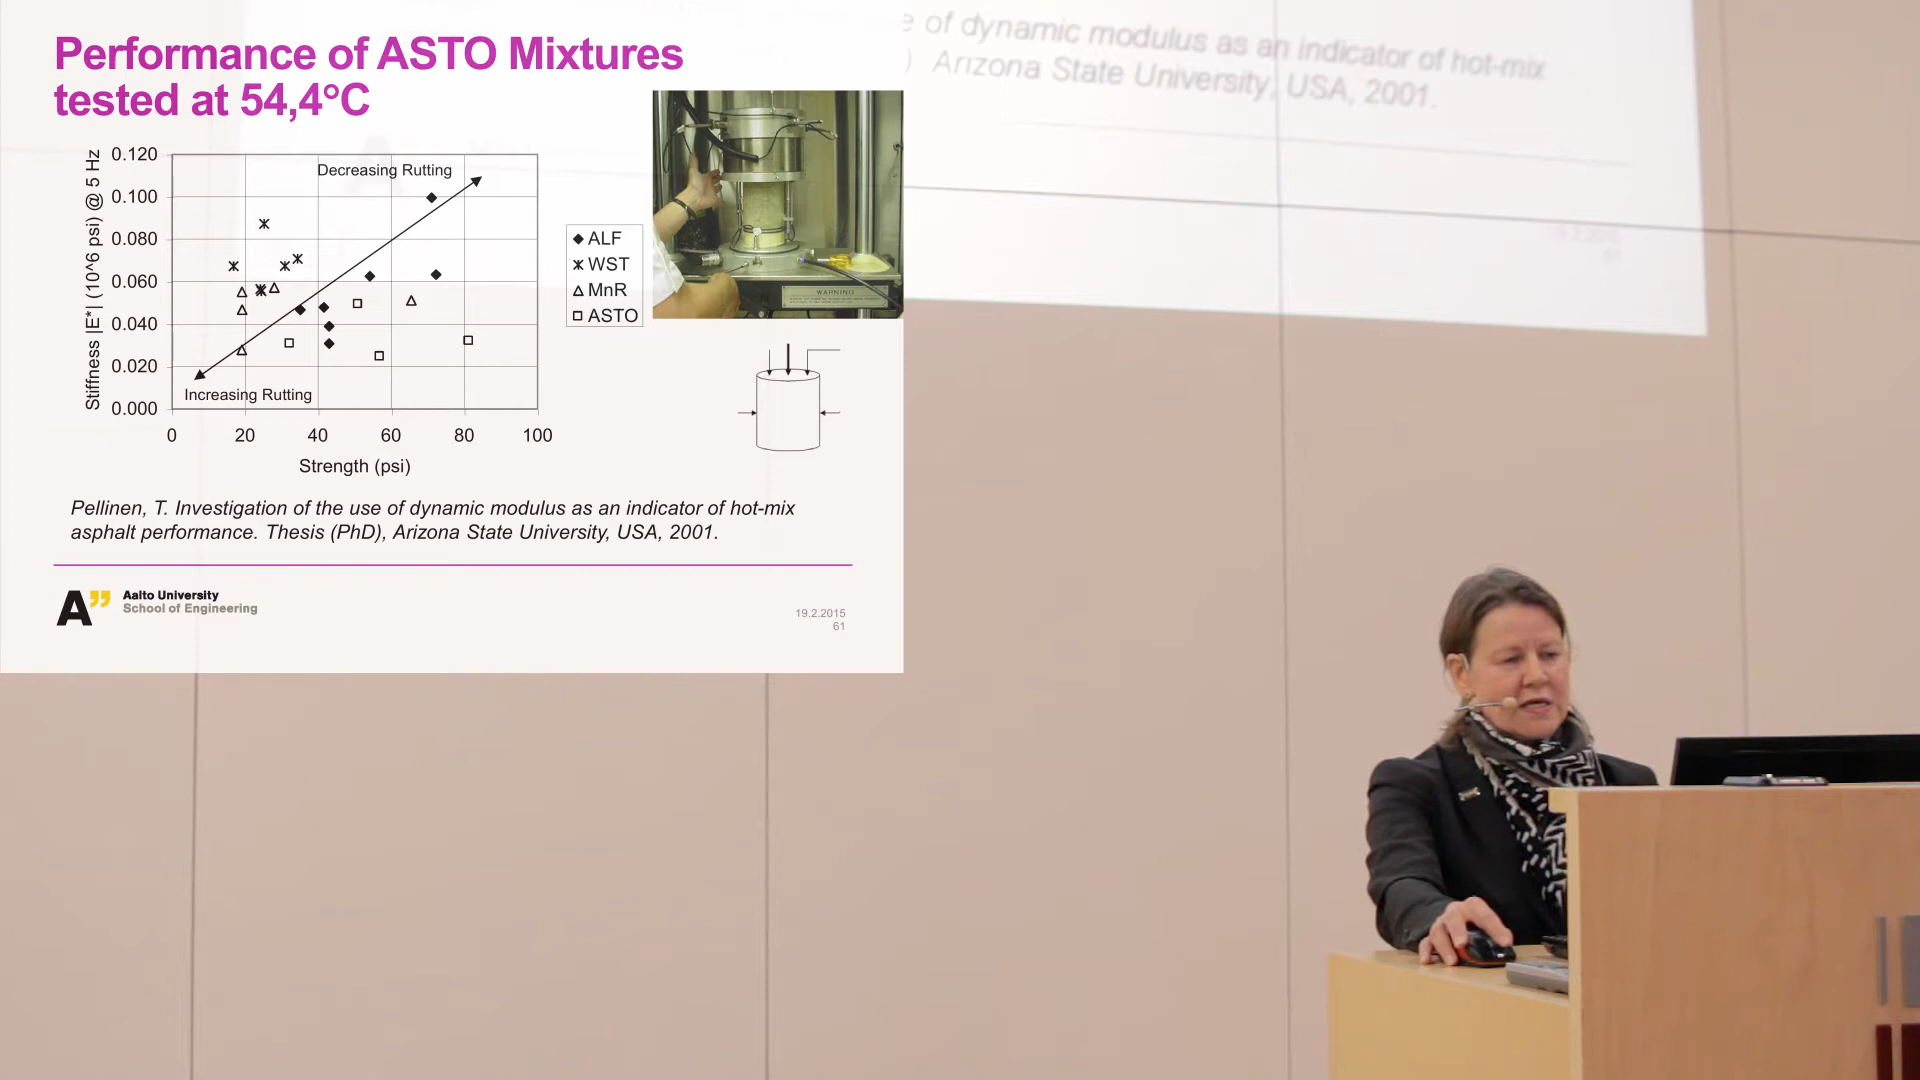 Performance of ASTO Mixtures
tested at 54,4°C
Stiffness |E*| (10^6 psi) @ 5 Hz
0.120
0.100
0.080
0.060
0.040
0.020
0.000
Decreasing Rutting
Increasing Rutting
0 20 40 60 80 100
Strength (psi)
ALF
WST
MnR
ASTO
WARNING
Pellinen, T. Investigation of the use of dynamic modulus as an indicator of hot-mix
asphalt performance. Thesis (PhD), Arizona State University, USA, 2001.
A”
Aalto University
School of Engineering
19.2.2015
61
e of dynamic modulus as an indicator of hot-mix
) Arizona State University, USA, 2001.